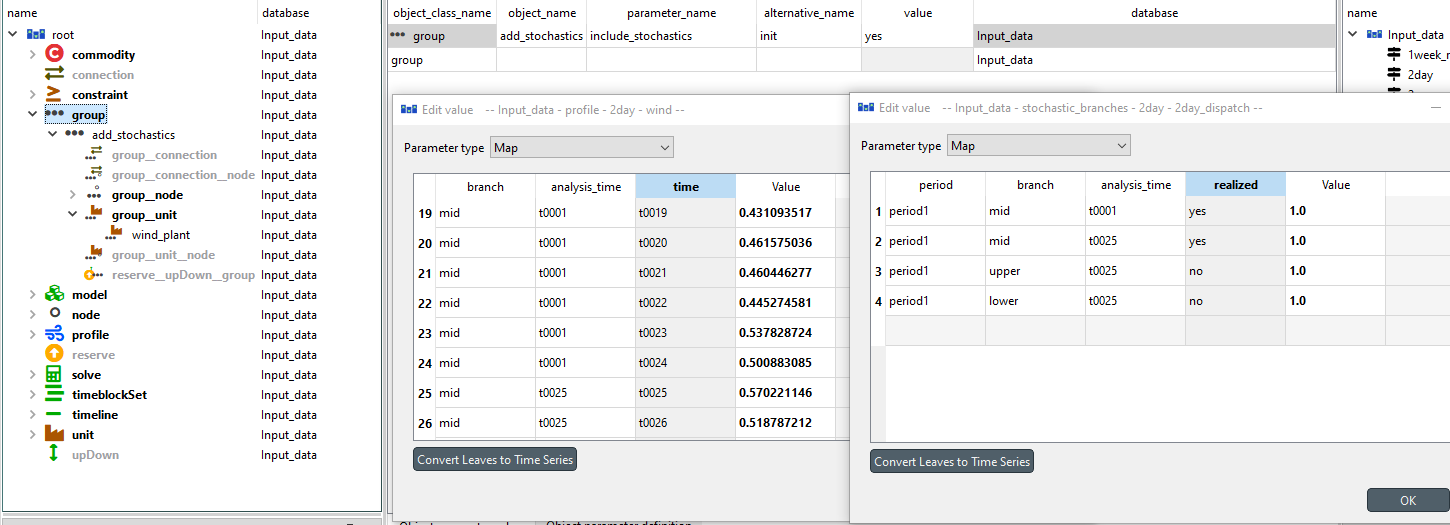 name database
root Input_data
commodity Input_data
connection Input_data
constraint Input_data
group Input_data
add_stochastics Input_data
group__connection Input_data
group__connection__node Input_data
group__node Input_data
group__unit Input_data
wind_plant Input_data
group__unit__node Input_data
reserve__upDown__group Input_data
model Input_data
node Input_data
profile Input_data
reserve Input_data
solve Input_data
timeblockSet Input_data
timeline Input_data
unit Input_data
upDown Input_data
object_class_name object_name parameter_name alternative_name value database
group add_stochastics include_stochastics init yes Input_data
group Input_data
name
Input_data
2day
Edit value -- Input_data - profile - 2day - wind --
Parameter type Map
branch analysis_time time Value
19 mid t0001 t0019 0.431093517
20 mid t0001 t0020 0.461575036
21 mid t0001 t0021 0.460446277
22 mid t0001 t0022 0.445274581
23 mid t0001 t0023 0.537828724
24 mid t0001 t0024 0.500883085
25 mid t0025 t0025 0.570221146
26 mid t0025 t0026 0.518787212
Convert Leaves to Time Series
Edit value -- Input_data - stochastic_branches - 2day - 2day_dispatch --
Parameter type Map
period branch analysis_time realized Value
1 period1 mid t0001 yes 1.0
2 period1 mid t0025 yes 1.0
3 period1 upper t0025 no 1.0
4 period1 lower t0025 no 1.0
Convert Leaves to Time Series
OK